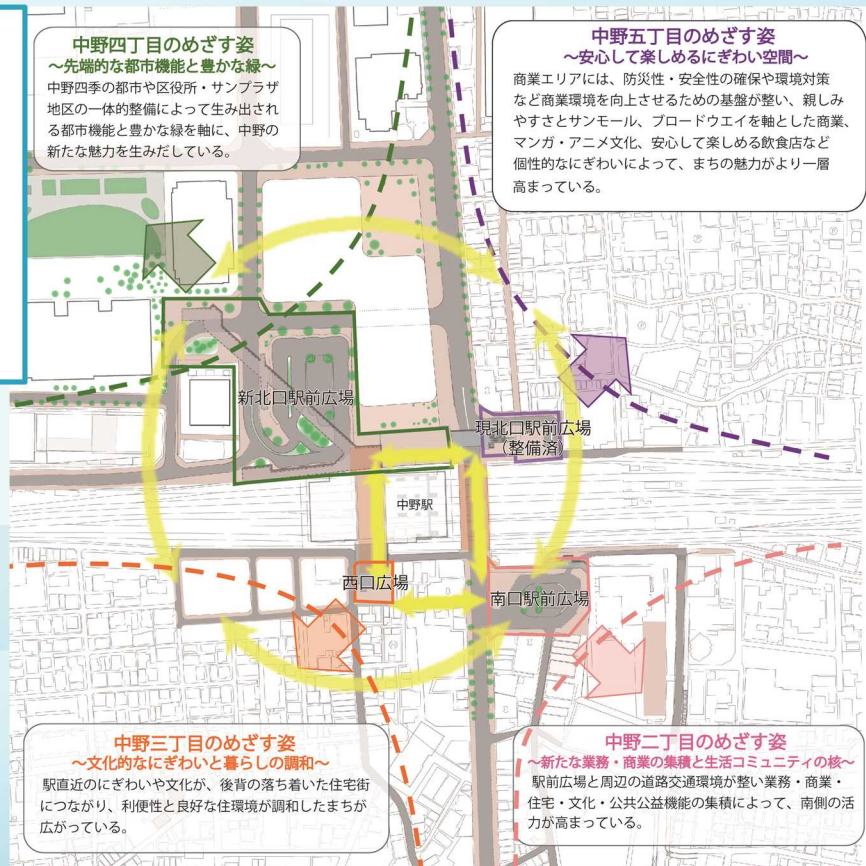 中野四丁目のめざす姿
～先端的な都市機能と豊かな緑～
中野四季の都市や区役所・サンプラザ
地区の一体的整備によって生み出され
る都市機能と豊かな緑を軸に、中野の
新たな魅力を生みだしている。
中野五丁目のめざす姿
～安心して楽しめるにぎわい空間～
商業エリアには、防災性・安全性の確保や環境対策
など商業環境を向上させるための基盤が整い、親しみ
やすさとサンモール、ブロードウエイを軸とした商業、
マンガ・アニメ文化、安心して楽しめる飲食店など
個性的なにぎわいによって、まちの魅力がより一層
高まっている。
新北口駅前広場
現北口駅前広場
（整備済）
中野駅
西口広場
南口駅前広場
中野三丁目のめざす姿
～文化的なにぎわいと暮らしの調和～
駅直近のにぎわいや文化が、後背の落ち着いた住宅街
につながり、利便性と良好な住環境が調和したまちが
広がっている。
中野二丁目のめざす姿
～新たな業務・商業の集積と生活コミュニティの核～
駅前広場と周辺の道路交通環境が整い業務・商業・
住宅・文化・公共公益機能の集積によって、南側の活
力が高まっている。